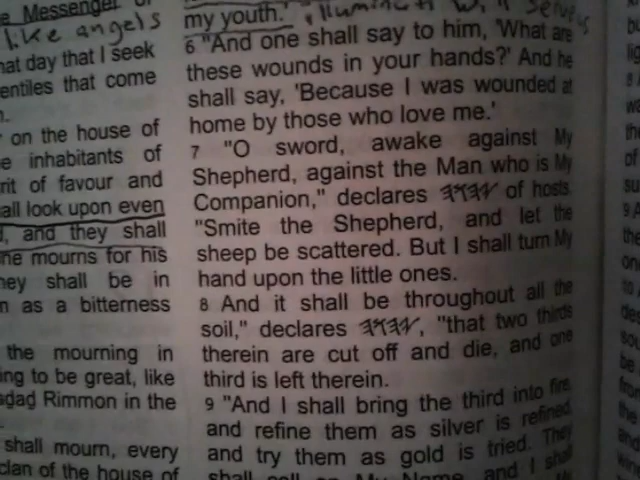 e Messenger of
like angels
hat day that I seek
entiles that come
on the house of
e inhabitants of
rit of favour and
all look upon even
, and they shall
ne mourns for his
ney shall be in
n as a bitterness
the mourning in
ing to be great, like
adad Rimmon in the
shall mourn, every
clan of the house of
my youth.' Illuminati will
6 "And one shall say to him, 'What are
these wounds in your hands?' And he
shall say, 'Because I was wounded at
home by those who love me.'
7 "O sword, awake against My
Shepherd, against the Man who is My
Companion," declares 𐤉𐤄𐤅𐤄 of hosts.
"Smite the Shepherd, and let the
sheep be scattered. But I shall turn My
hand upon the little ones.
8 And it shall be throughout all the
soil," declares 𐤉𐤄𐤅𐤄, "that two thirds
therein are cut off and die, and one
third is left therein.
9 "And I shall bring the third into fire,
and refine them as silver is refined,
and try them as gold is tried. They
shall call on My Name, and I shall